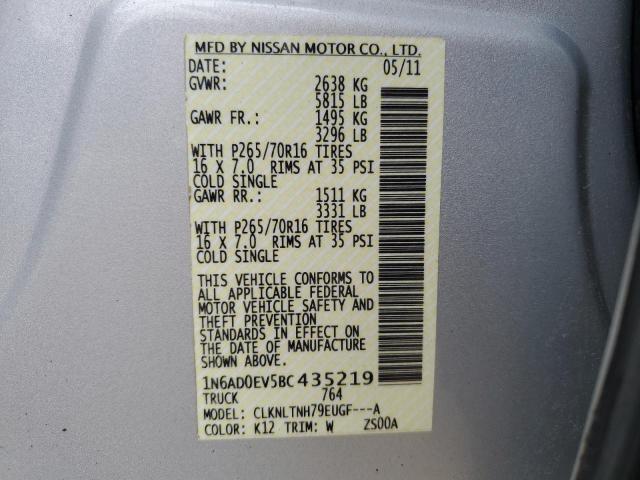 MFD BY NISSAN MOTOR CO., LTD.
DATE: 05/11
GVWR: 2638 KG
5815 LB
GAWR FR.: 1495 KG
3296 LB
WITH P265/70R16 TIRES
16 X 7.0 RIMS AT 35 PSI
COLD SINGLE
GAWR RR.: 1511 KG
3331 LB
WITH P265/70R16 TIRES
16 X 7.0 RIMS AT 35 PSI
COLD SINGLE
THIS VEHICLE CONFORMS TO
ALL APPLICABLE FEDERAL
MOTOR VEHICLE SAFETY AND
THEFT PREVENTION
STANDARDS IN EFFECT ON
THE DATE OF MANUFACTURE
SHOWN ABOVE.
1N6AD0EV5BC435219
TRUCK 764
MODEL: CLKNLTNH79EUGF---A
COLOR: K12 TRIM: W ZS00A